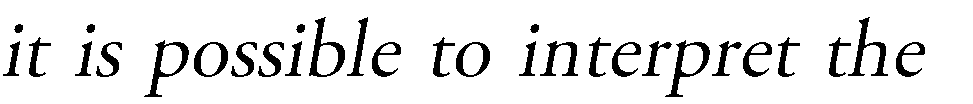 it is possible to interpret the